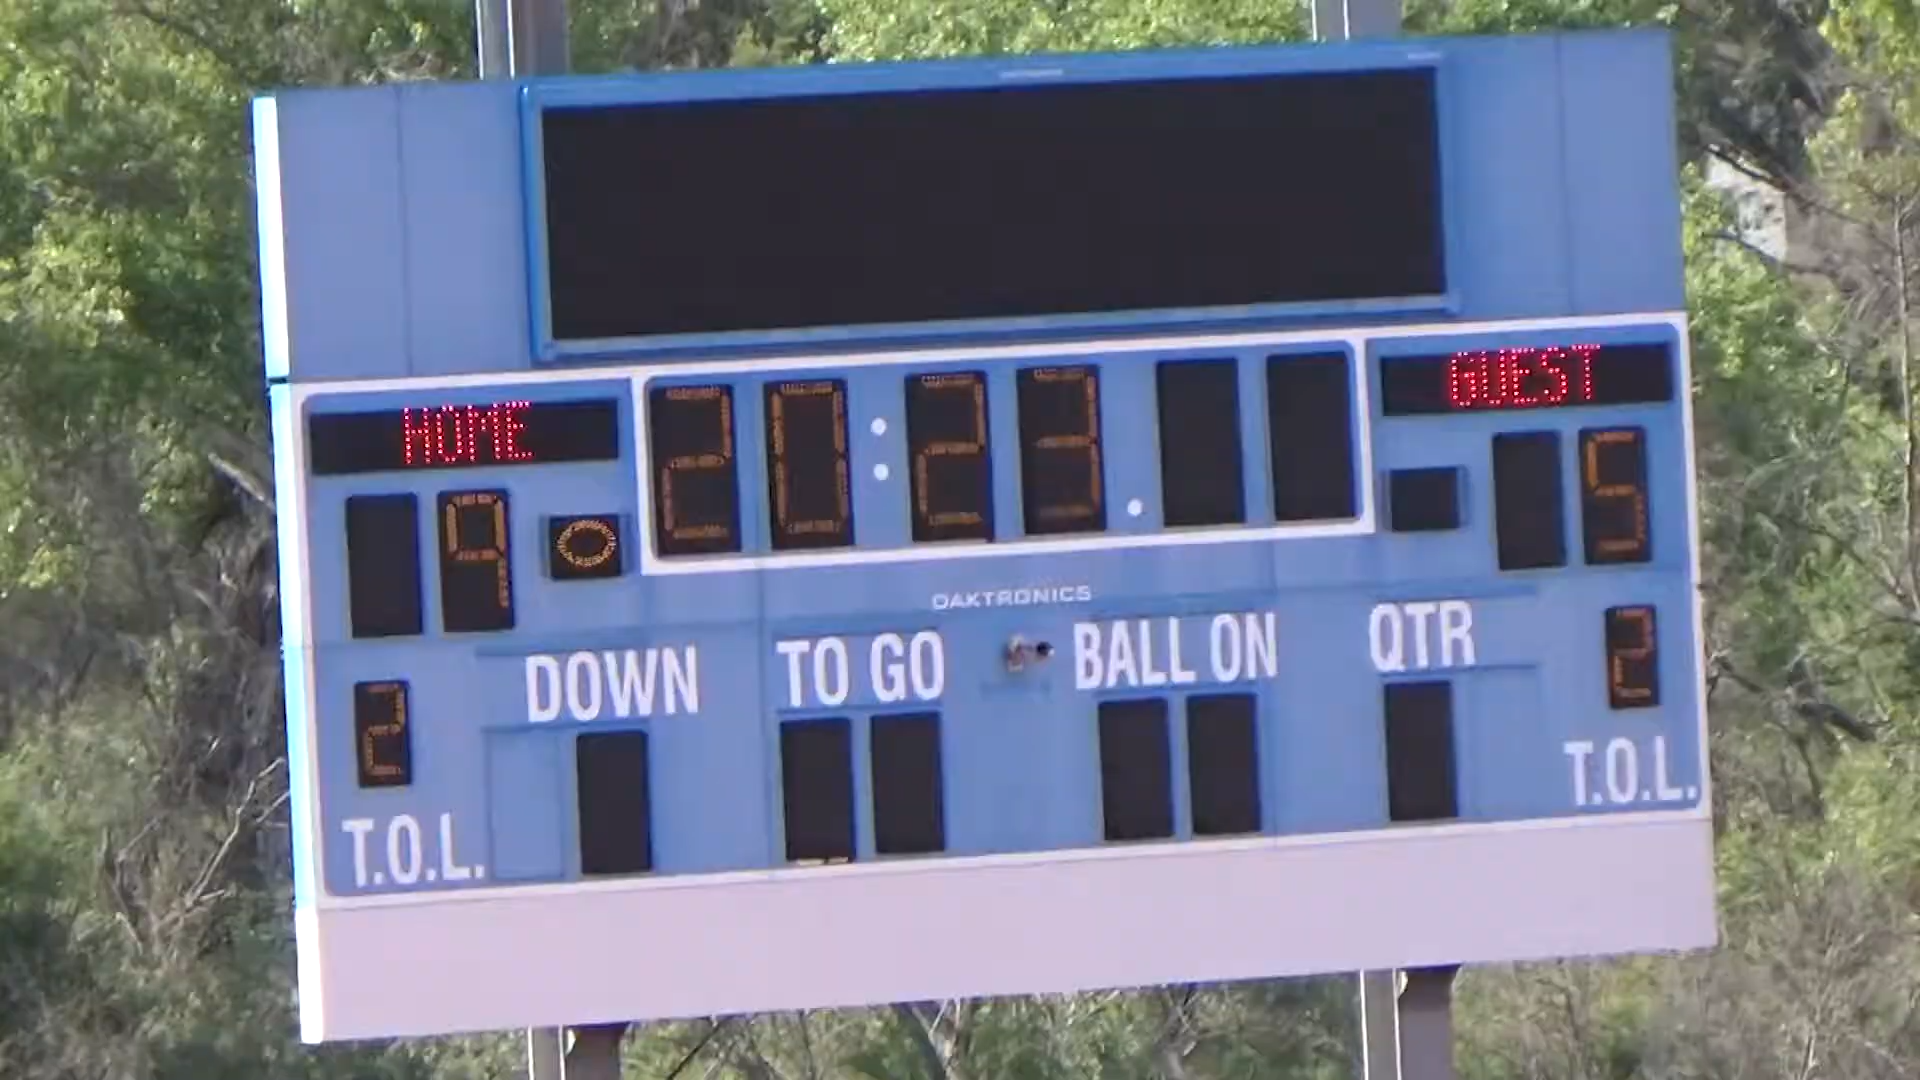 HOME 20:23. GUEST
9 5
DAKTRONICS
DOWN TO GO BALL ON QTR
2 2
T.O.L. T.O.L.